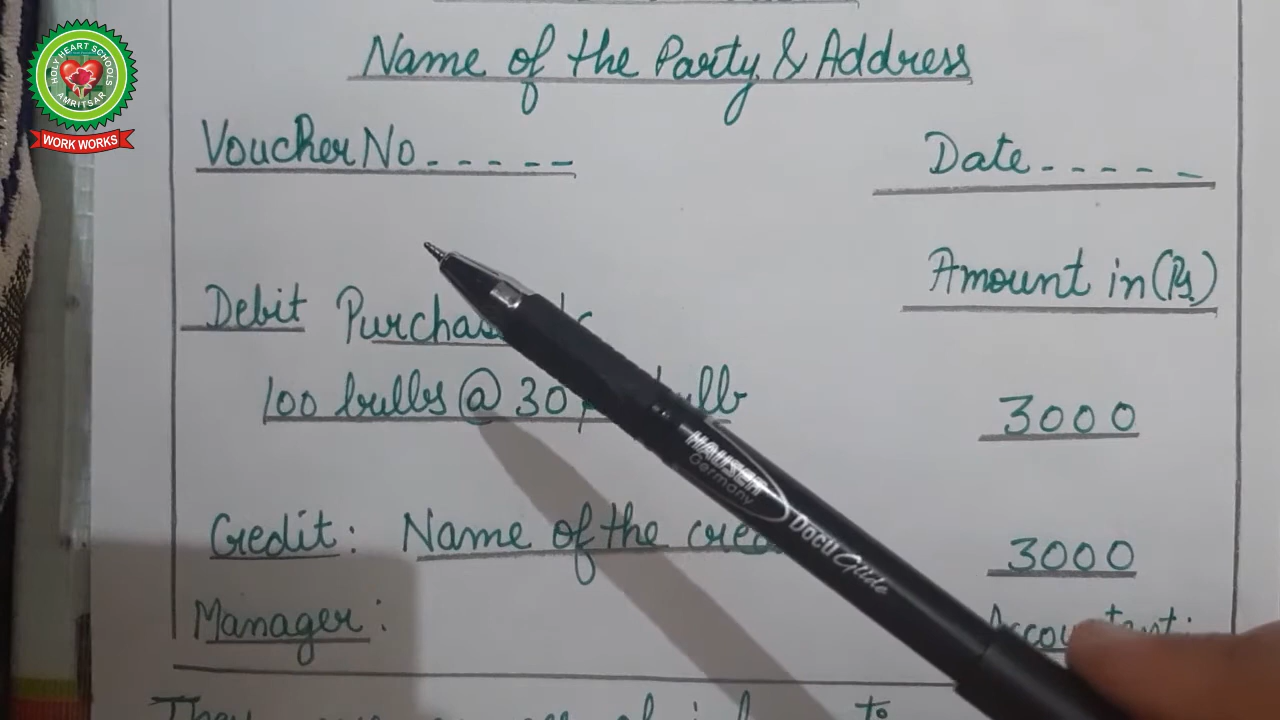 HOLY HEART SCHOOLS
AMRITSAR
WORK WORKS
Name of the Party & Address
Voucher No.-----
Date-----
Amount in (Rs)
Debit
100 bulbs @ 30
3000
Credit: Name of the
3000
Manager:
HAUSER
Germany
DOCU Glide